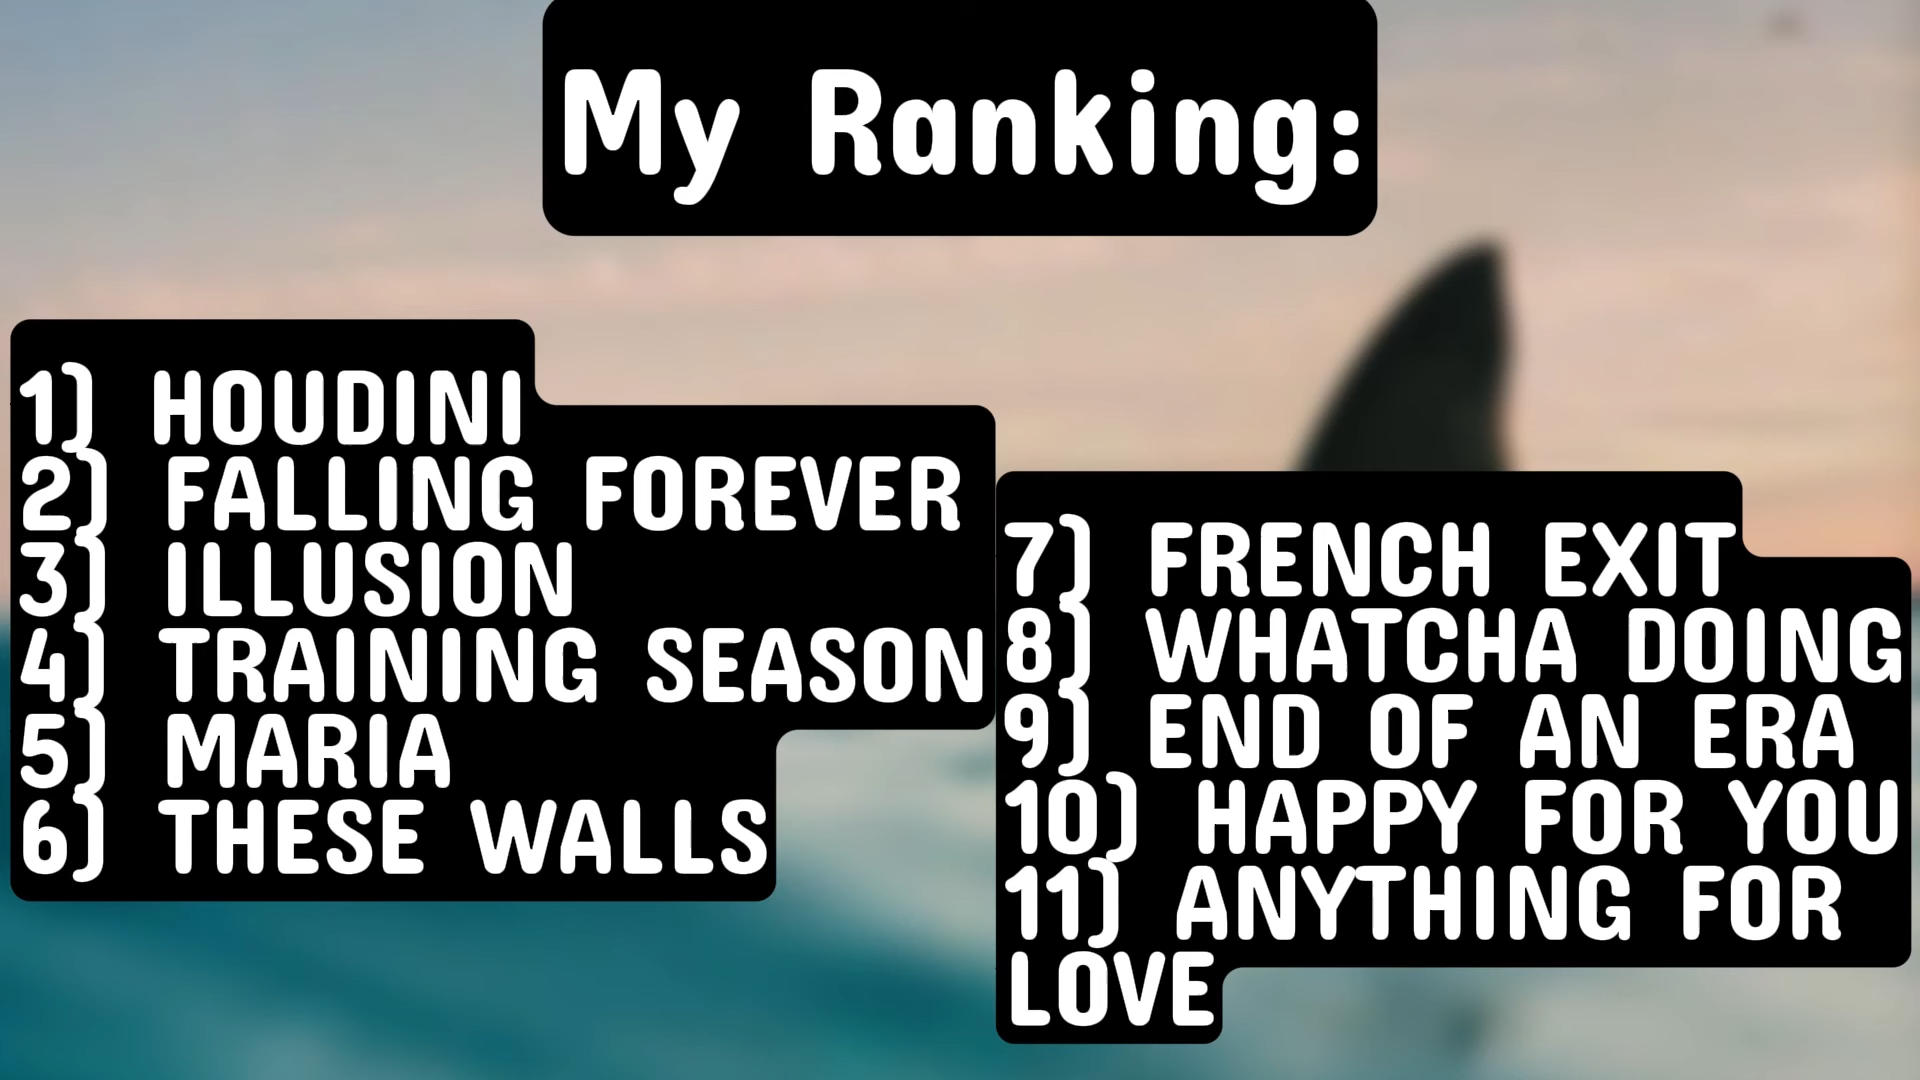 My Ranking:
1) HOUDINI
2) FALLING FOREVER
3) ILLUSION
4) TRAINING SEASON
5) MARIA
6) THESE WALLS
7) FRENCH EXIT
8) WHATCHA DOING
9) END OF AN ERA
10) HAPPY FOR YOU
11) ANYTHING FOR
LOVE